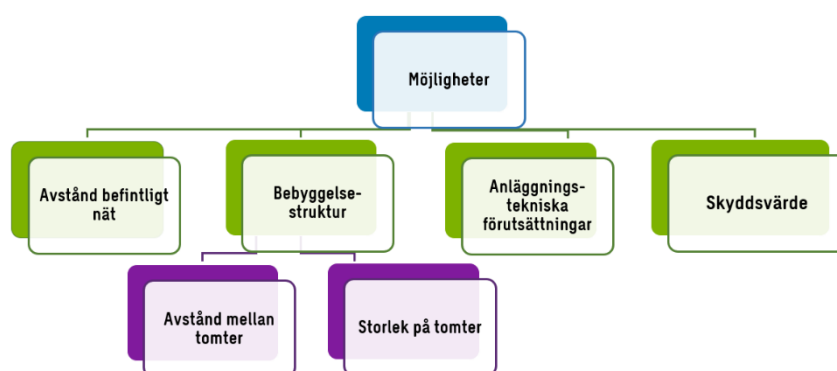 Möjligheter
Avstånd befintligt
nät
Bebyggelse-
struktur
Anläggnings-
tekniska
förutsättningar
Skyddsvärde
Avstånd mellan
tomter
Storlek på tomter